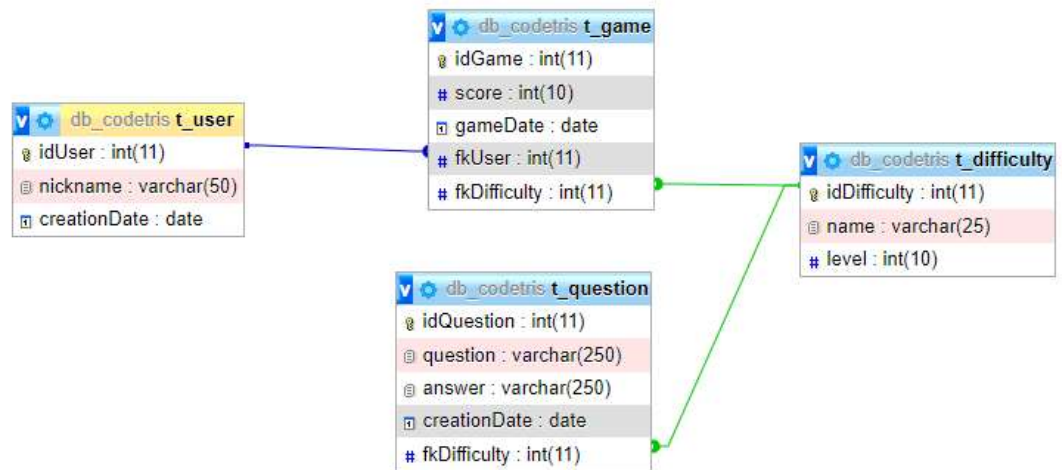 db_codetris t_user
idUser : int(11)
nickname : varchar(50)
creationDate : date
db_codetris t_game
idGame : int(11)
score : int(10)
gameDate : date
fkUser : int(11)
fkDifficulty : int(11)
db_codetris t_difficulty
idDifficulty : int(11)
name : varchar(25)
level : int(10)
db_codetris t_question
idQuestion : int(11)
question : varchar(250)
answer : varchar(250)
creationDate : date
fkDifficulty : int(11)